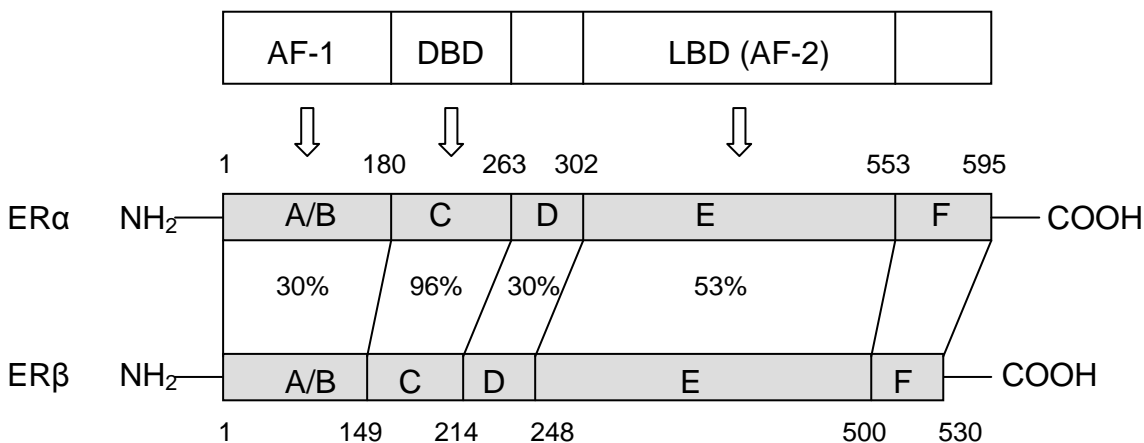 AF-1 DBD LBD (AF-2)
1 180 263 302 553 595
ERα NH₂ A/B C D E F COOH
30% 96% 30% 53%
ERβ NH₂ A/B C D E F COOH
1 149 214 248 500 530